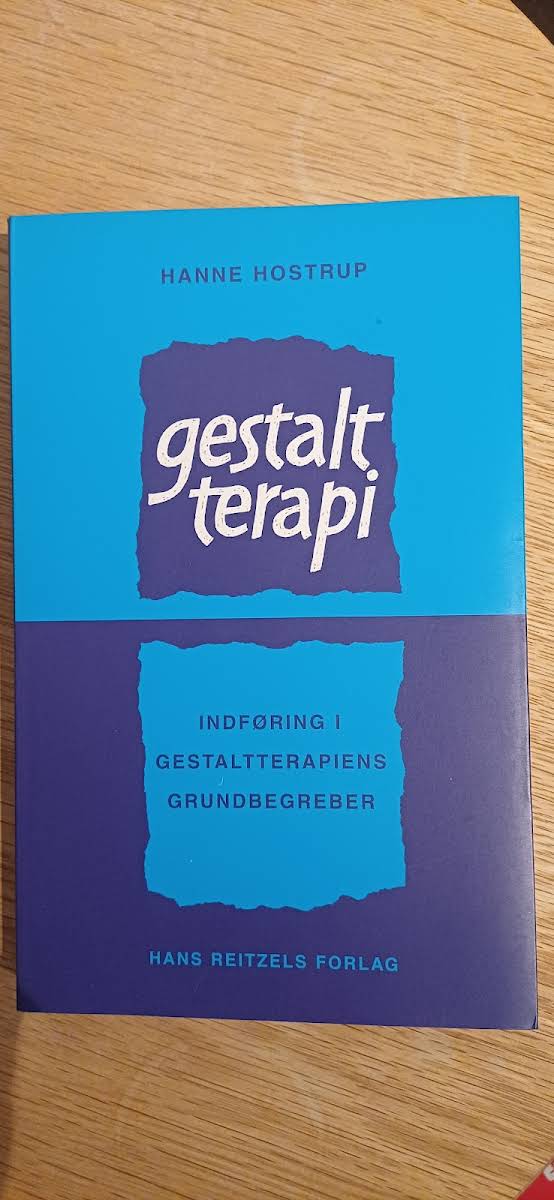 HANNE HOSTRUP
gestalt
terapi
INDFØRING I
GESTALTTERAPIENS
GRUNDBEGREBER
HANS REITZELS FORLAG